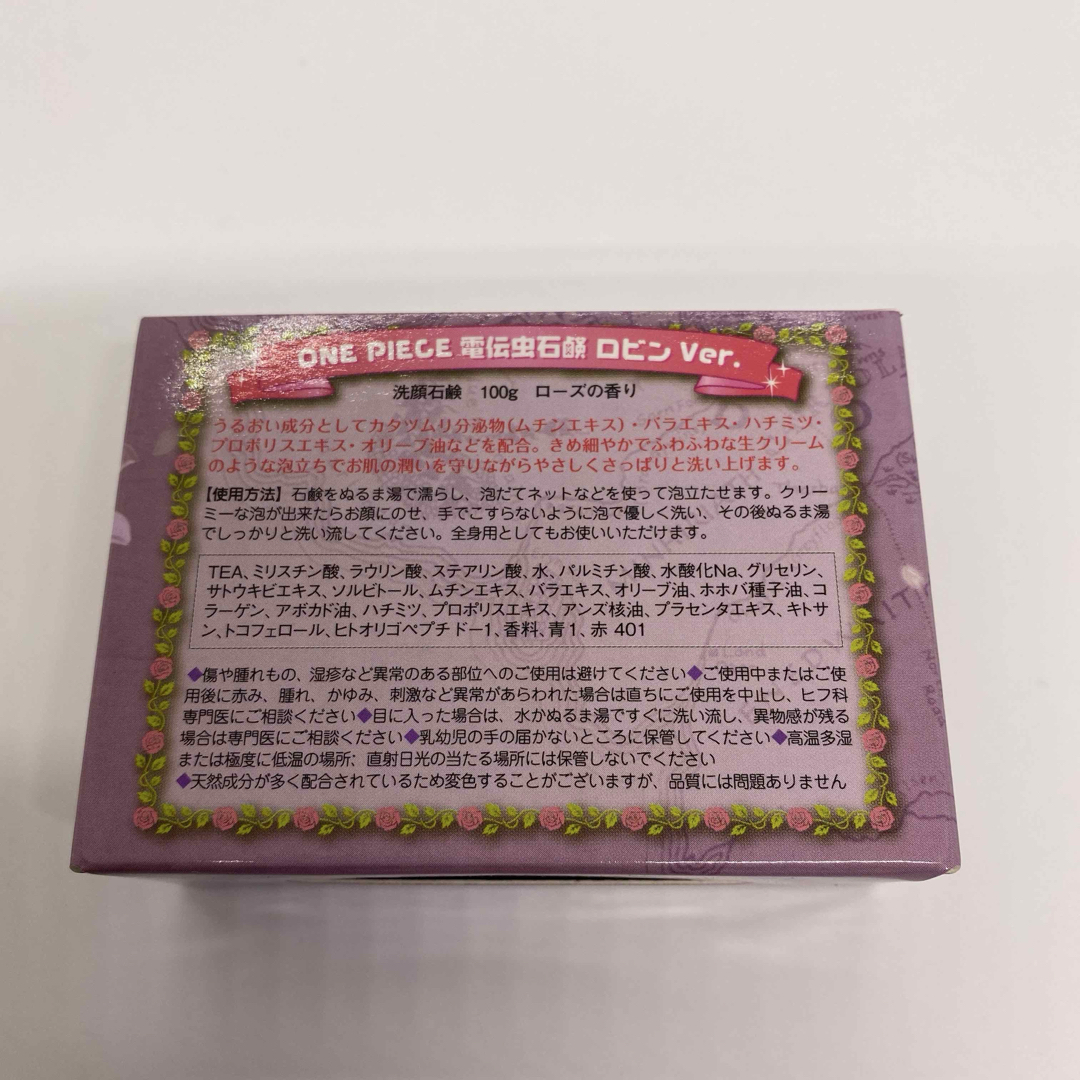 ONE PIECE 電伝虫石鹸 ロビン Ver.
洗顔石鹸 100g ローズの香り
うるおい成分としてカタツムリ分泌物(ムチンエキス)・バラエキス・ハチミツ・
プロポリスエキス・オリーブ油などを配合。きめ細やかでふわふわな生クリーム
のような泡立ちでお肌の潤いを守りながらやさしくさっぱりと洗い上げます。
【使用方法】石鹸をぬるま湯で濡らし、泡だてネットなどを使って泡立たせます。クリー
ミーな泡が出来たらお顔にのせ、手でこすらないように泡で優しく洗い、その後ぬるま湯
でしっかりと洗い流してください。全身用としてもお使いいただけます。
TEA、ミリスチン酸、ラウリン酸、ステアリン酸、水、パルミチン酸、水酸化Na、グリセリン、
サトウキビエキス、ソルビトール、ムチンエキス、バラエキス、オリーブ油、ホホバ種子油、コ
ラーゲン、アボカド油、ハチミツ、プロポリスエキス、アンズ核油、プラセンタエキス、キトサ
ン、トコフェロール、ヒトオリゴペプチドー1、香料、青1、赤 401
◆傷や腫れもの、湿疹など異常のある部位へのご使用は避けてください◆ご使用中またはご使
用後に赤み、腫れ、かゆみ、刺激など異常があらわれた場合は直ちにご使用を中止し、ヒフ科
専門医にご相談ください◆目に入った場合は、水かぬるま湯ですぐに洗い流し、異物感が残る
場合は専門医にご相談ください◆乳幼児の手の届かないところに保管してください◆高温多湿
または極度に低温の場所、直射日光の当たる場所には保管しないでください
◆天然成分が多く配合されているため変色することがございますが、品質には問題ありません